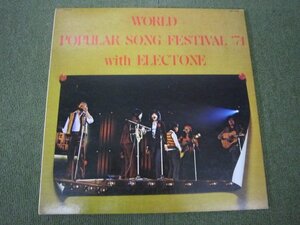 WORLD
POPULAR SONG FESTIVAL '71
with ELECTONE